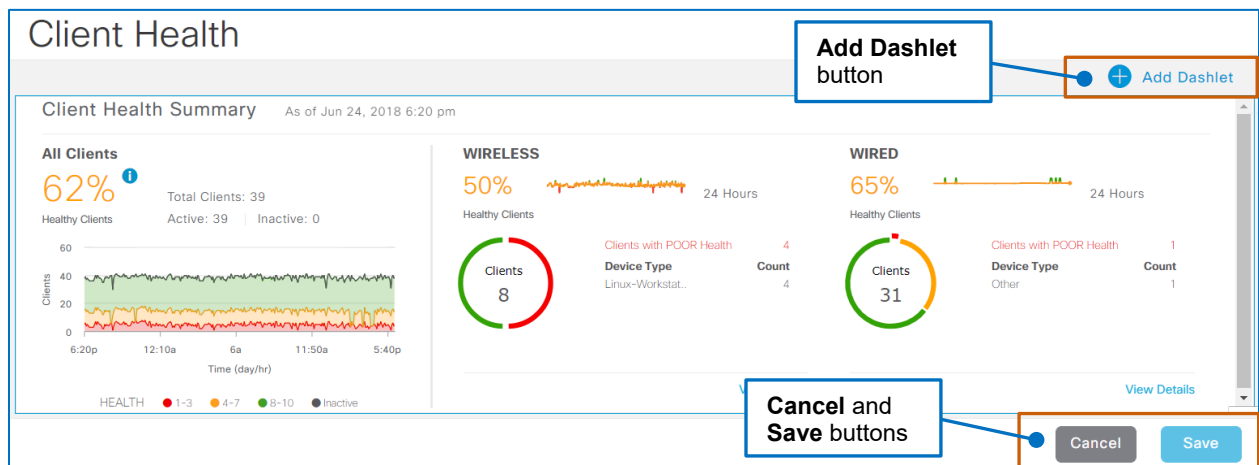 Client Health
Add Dashlet
button
Add Dashlet
Client Health Summary As of Jun 24, 2018 6:20 pm
All Clients
62% i
Healthy Clients
Total Clients: 39
Active: 39 | Inactive: 0
60
40
20
0
Clients
6:20p 12:10a 6a 11:50a 5:40p
Time (day/hr)
HEALTH 1-3 4-7 8-10 Inactive
WIRELESS
50% 24 Hours
Healthy Clients
Clients
8
Clients with POOR Health 4
Device Type Count
Linux-Workstat.. 4
WIRED
65% 24 Hours
Healthy Clients
Clients
31
Clients with POOR Health 1
Device Type Count
Other 1
View Details
Cancel and
Save buttons
Cancel Save